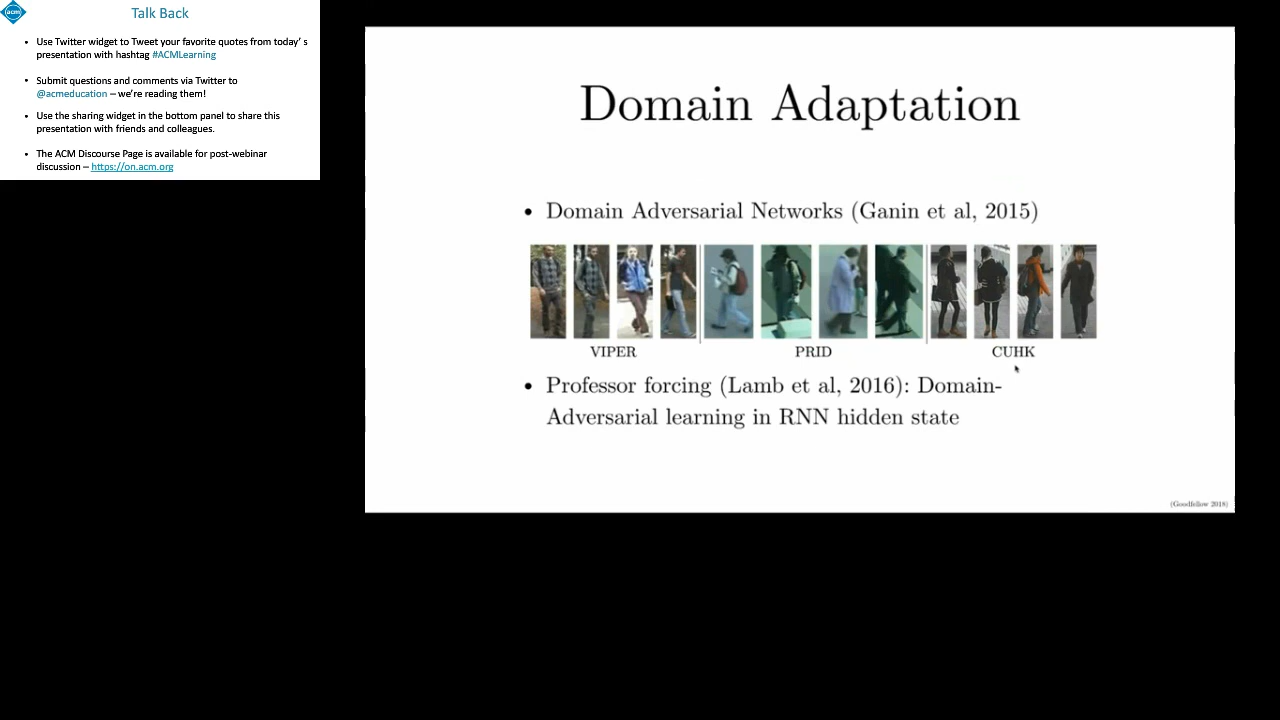 acm
Talk Back
• Use Twitter widget to Tweet your favorite quotes from today' s
presentation with hashtag #ACMLearning
• Submit questions and comments via Twitter to
@acmeducation – we're reading them!
• Use the sharing widget in the bottom panel to share this
presentation with friends and colleagues.
• The ACM Discourse Page is available for post-webinar
discussion – https://on.acm.org
Domain Adaptation
• Domain Adversarial Networks (Ganin et al, 2015)
VIPER PRID CUHK
• Professor forcing (Lamb et al, 2016): Domain-
Adversarial learning in RNN hidden state
(Goodfellow 2018)